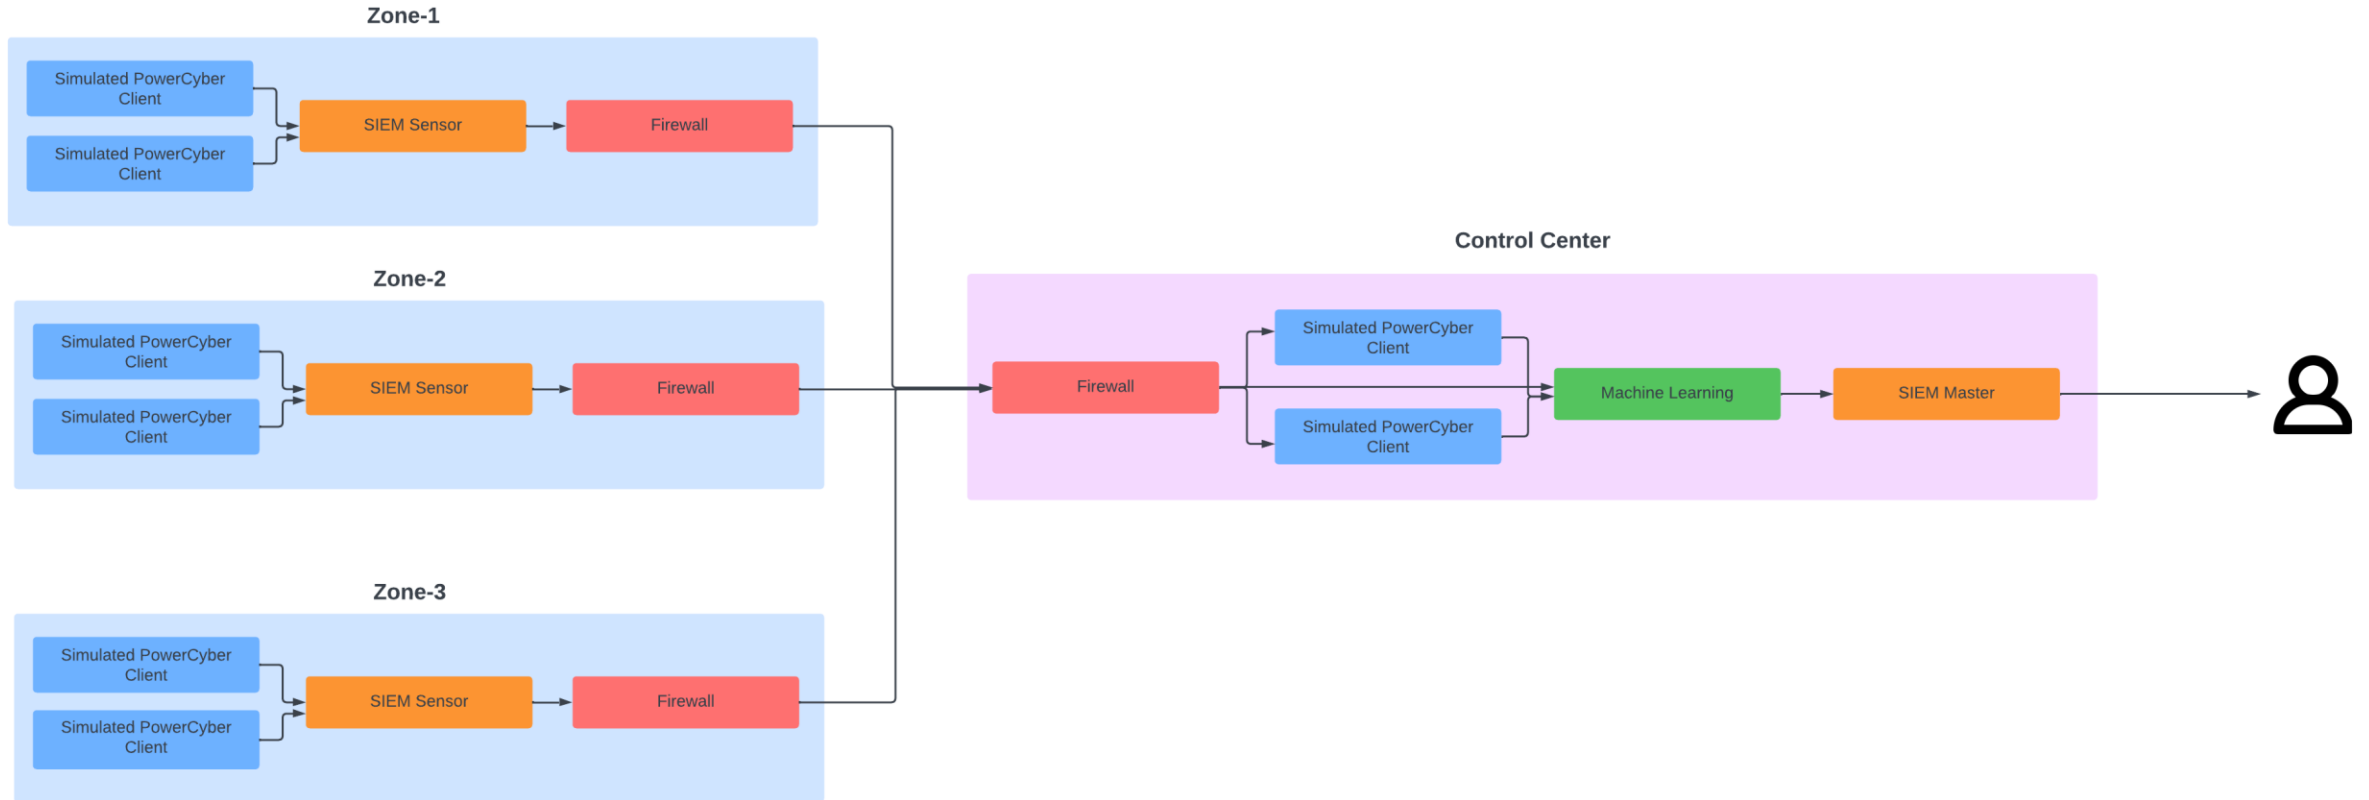 Zone-1
Simulated PowerCyber
Client
SIEM Sensor
Firewall
Simulated PowerCyber
Client
Zone-2
Simulated PowerCyber
Client
SIEM Sensor
Firewall
Simulated PowerCyber
Client
Zone-3
Simulated PowerCyber
Client
SIEM Sensor
Firewall
Simulated PowerCyber
Client
Control Center
Firewall
Simulated PowerCyber
Client
Simulated PowerCyber
Client
Machine Learning
SIEM Master